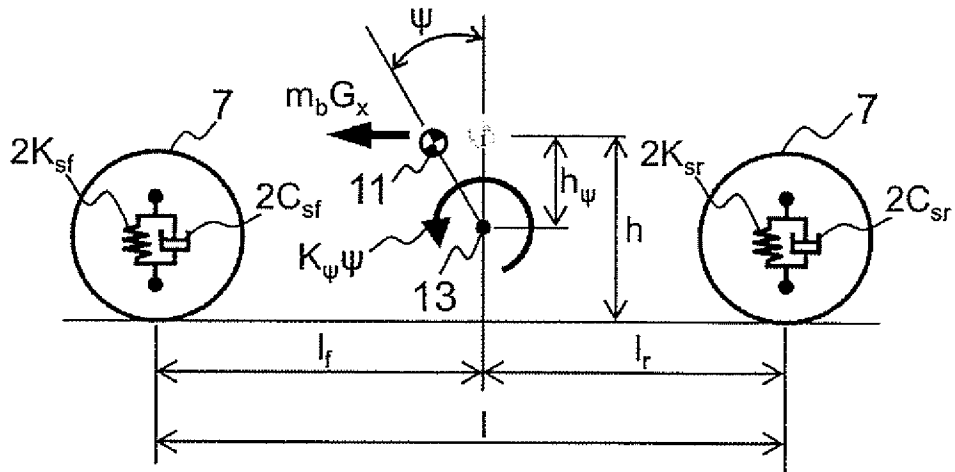 ψ
m_bG_x
7
7
2K_sf
2K_sr
11
h_ψ
2C_sf
2C_sr
h
K_ψψ
13
l_f
l_r
l